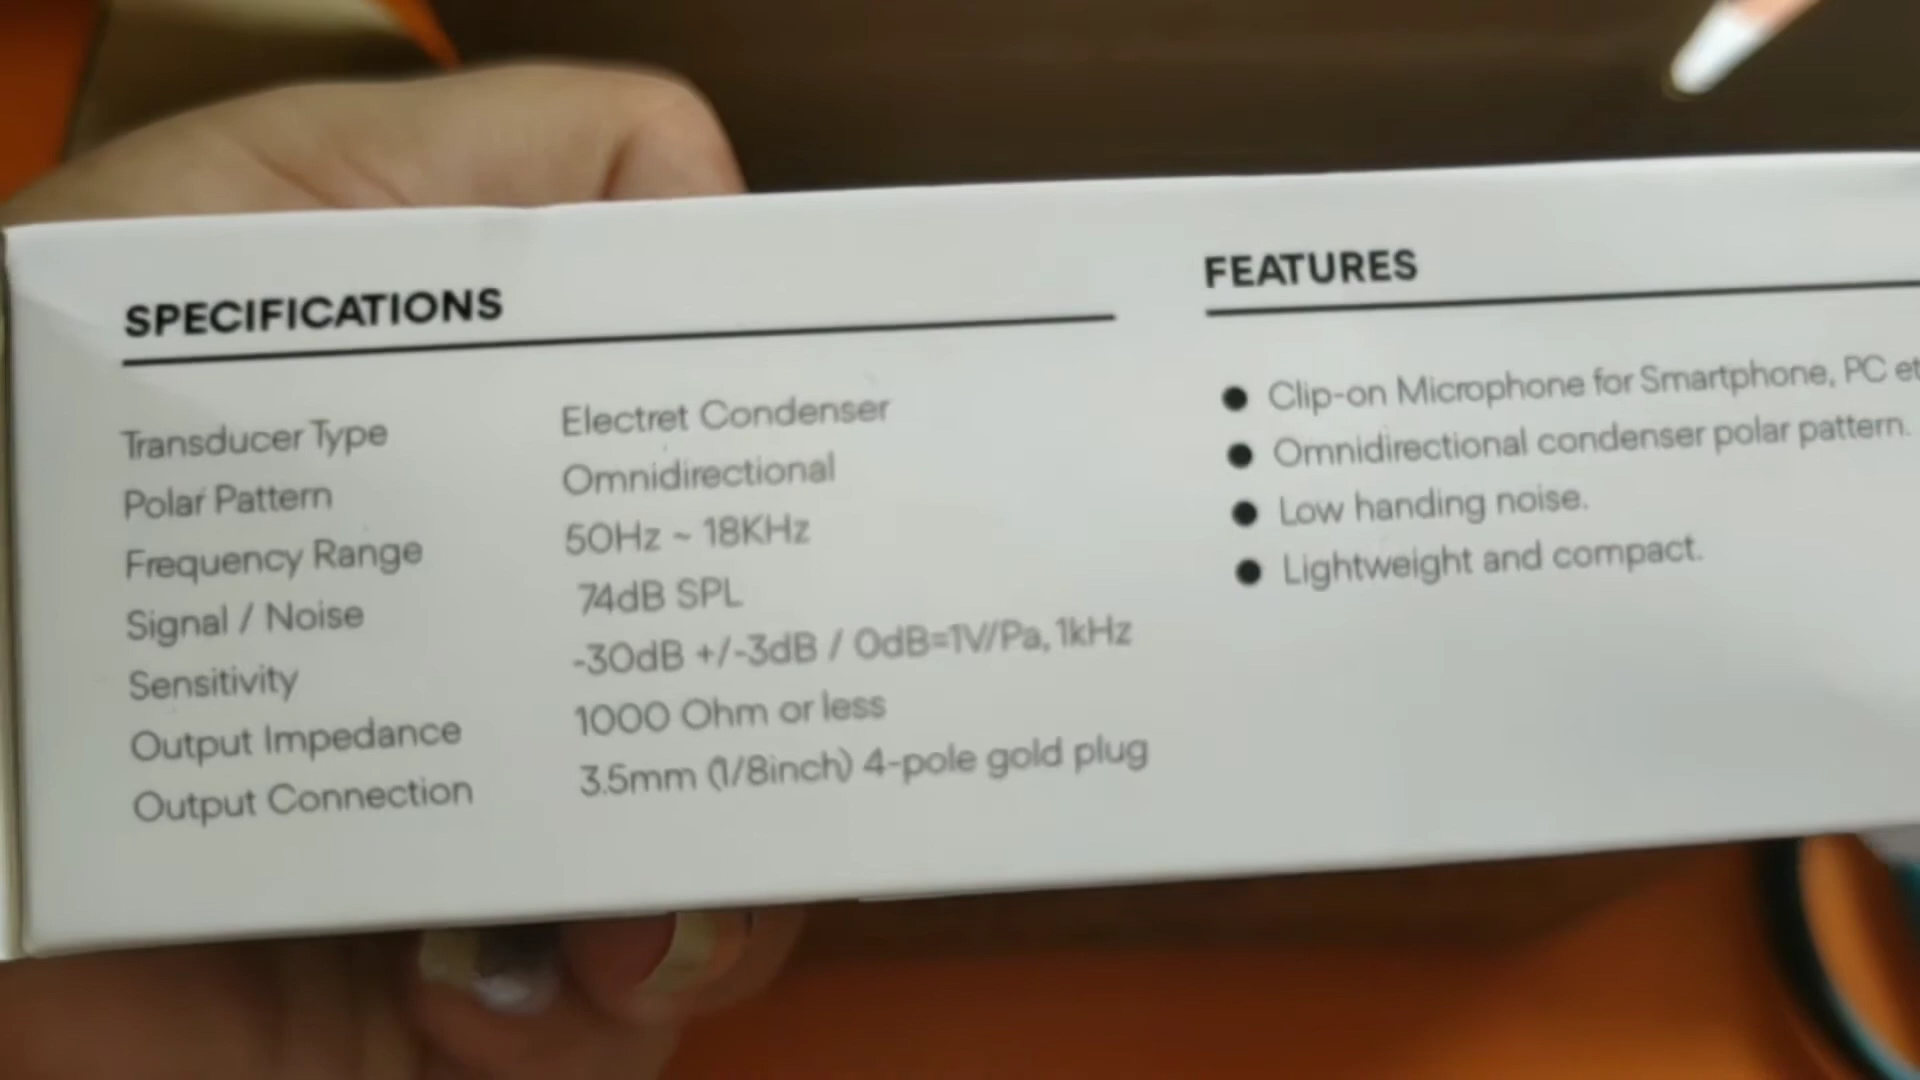 SPECIFICATIONS
Transducer Type Electret Condenser
Polar Pattern Omnidirectional
Frequency Range 50Hz ~ 18KHz
Signal / Noise 74dB SPL
Sensitivity -30dB +/-3dB / 0dB=1V/Pa, 1kHz
Output Impedance 1000 Ohm or less
Output Connection 3.5mm (1/8inch) 4-pole gold plug
FEATURES
● Clip-on Microphone for Smartphone, PC
● Omnidirectional condenser polar pattern.
● Low handing noise.
● Lightweight and compact.